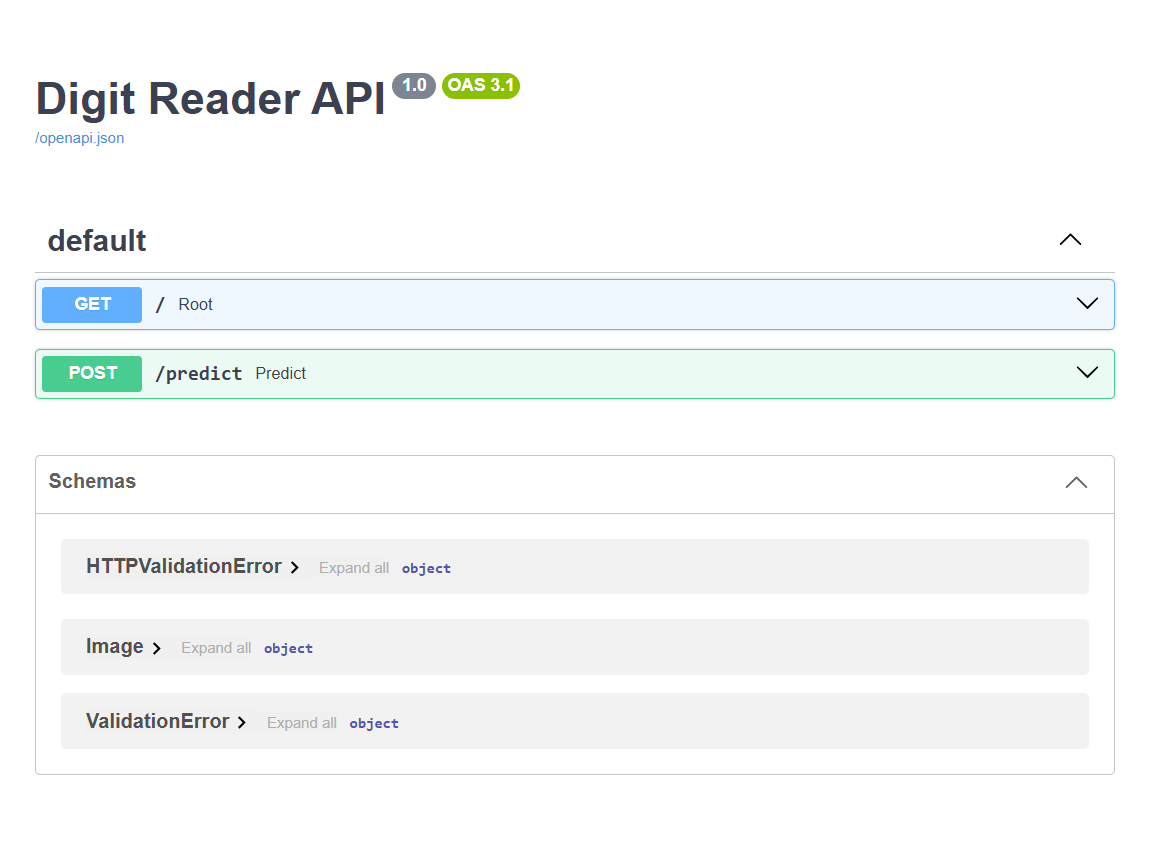 Digit Reader API 1.0 OAS 3.1
/openapi.json
default
GET / Root
POST /predict Predict
Schemas
HTTPValidationError Expand all object
Image Expand all object
ValidationError Expand all object